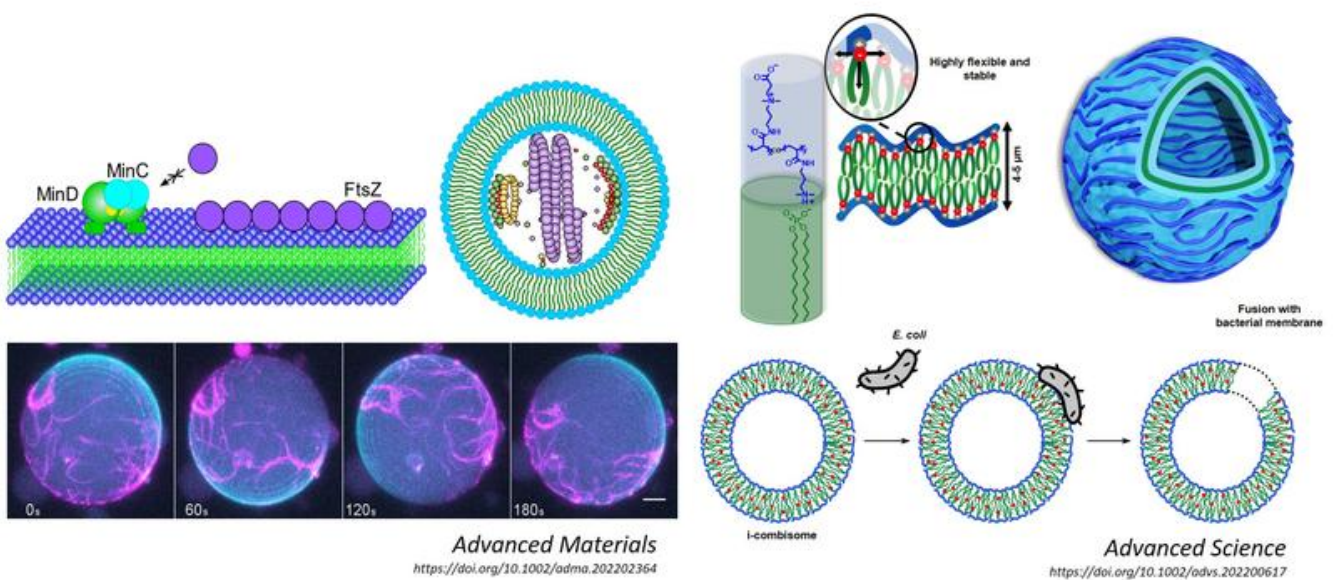 MinD
MinC
FtsZ
0s
60s
120s
180s
Advanced Materials
https://doi.org/10.1002/adma.202202364
Highly flexible and
stable
NH
NH
4-5 µm
Fusion with
bacterial membrane
E. coli
i-combisome
Advanced Science
https://doi.org/10.1002/advs.202200617